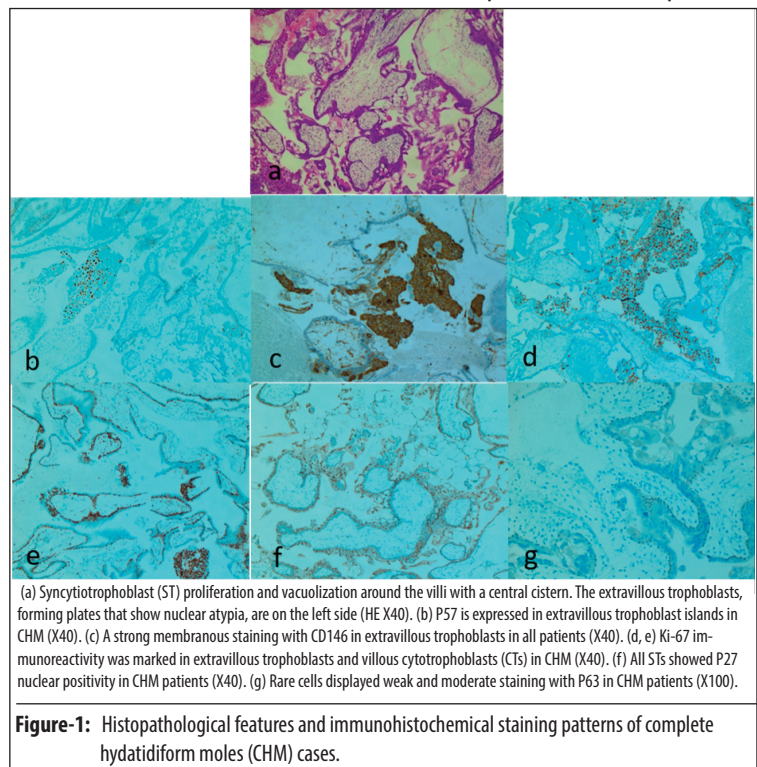 a
b
c
d
e
f
g
(a) Syncytiotrophoblast (ST) proliferation and vacuolization around the villi with a central cistern. The extravillous trophoblasts,
forming plates that show nuclear atypia, are on the left side (HE X40). (b) P57 is expressed in extravillous trophoblast islands in
CHM (X40). (c) A strong membranous staining with CD146 in extravillous trophoblasts in all patients (X40). (d, e) Ki-67 im-
munoreactivity was marked in extravillous trophoblasts and villous cytotrophoblasts (CTs) in CHM (X40). (f) All STs showed P27
nuclear positivity in CHM patients (X40). (g) Rare cells displayed weak and moderate staining with P63 in CHM patients (X100).
Figure-1: Histopathological features and immunohistochemical staining patterns of complete
hydatidiform moles (CHM) cases.